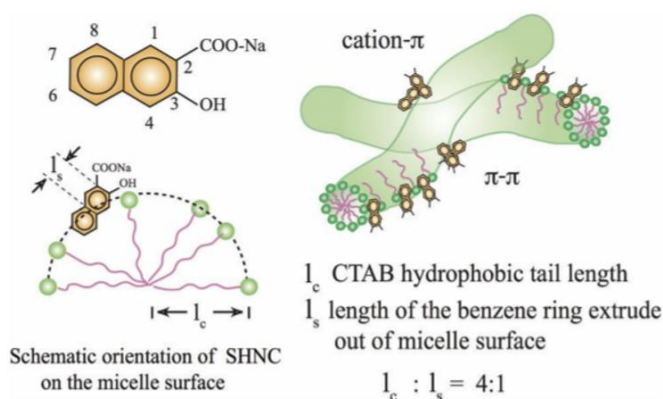 8
1
7
COO-Na
2
6
3
OH
4
cation-π
π-π
l_s
COONa
OH
l_c
Schematic orientation of SHNC
on the micelle surface
l_c CTAB hydrophobic tail length
l_s length of the benzene ring extrude
out of micelle surface
l_c : l_s = 4:1